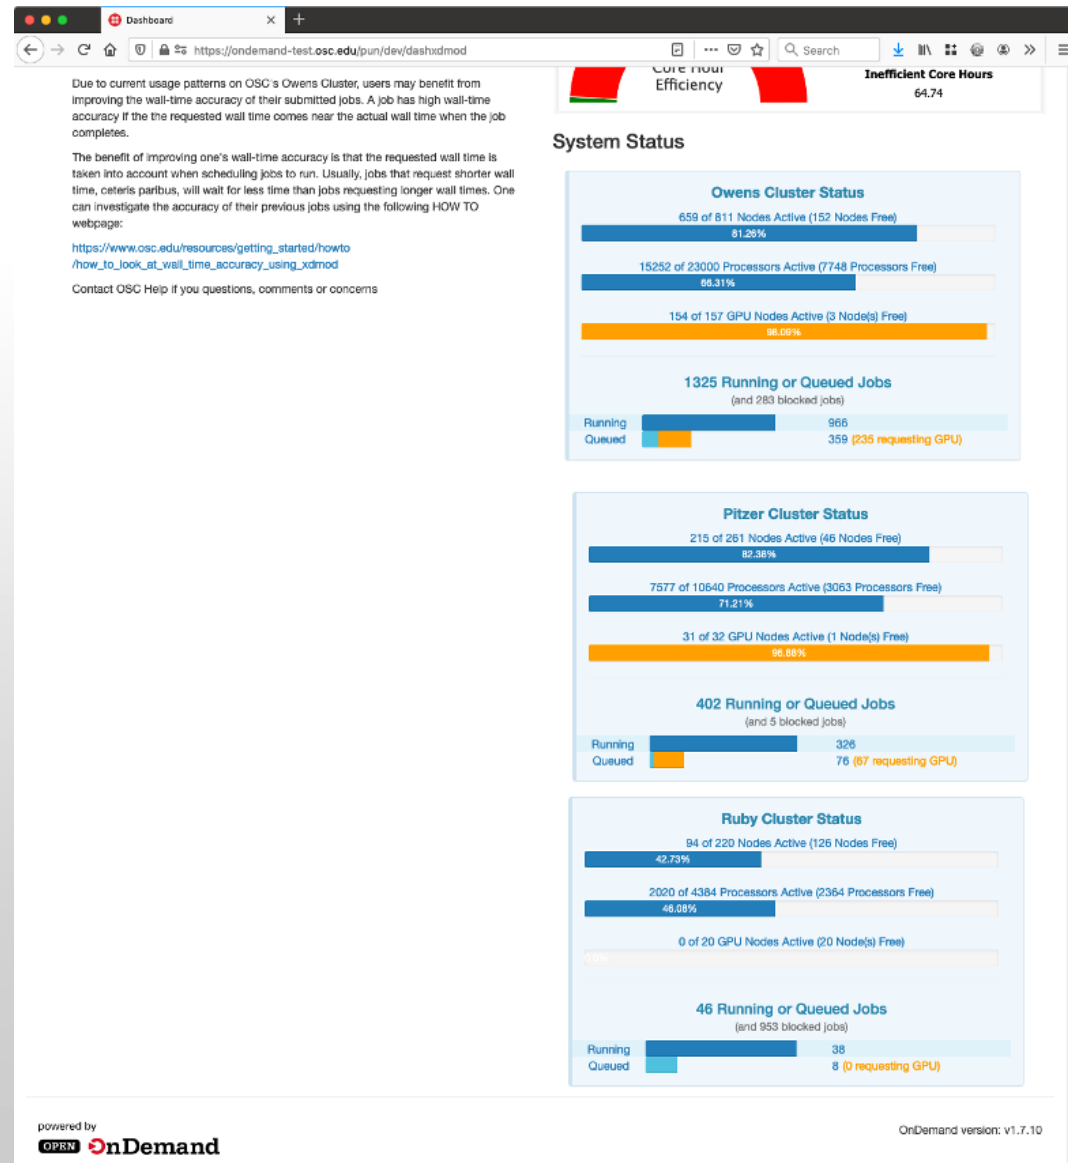 Dashboard
https://ondemand-test.osc.edu/pun/dev/dashxdmod
Search
Due to current usage patterns on OSC's Owens Cluster, users may benefit from
improving the wall-time accuracy of their submitted jobs. A job has high wall-time
accuracy if the the requested wall time comes near the actual wall time when the job
completes.
The benefit of improving one's wall-time accuracy is that the requested wall time is
taken into account when scheduling jobs to run. Usually, jobs that request shorter wall
time, ceteris paribus, will wait for less time than jobs requesting longer wall times. One
can investigate the accuracy of their previous jobs using the following HOW TO
webpage:
https://www.osc.edu/resources/getting_started/howto
/how_to_look_at_wall_time_accuracy_using_xdmod
Contact OSC Help if you questions, comments or concerns
Core Hour
Efficiency
Inefficient Core Hours
64.74
System Status
Owens Cluster Status
659 of 811 Nodes Active (152 Nodes Free)
81.26%
15252 of 23000 Processors Active (7748 Processors Free)
66.31%
154 of 157 GPU Nodes Active (3 Node(s) Free)
98.09%
1325 Running or Queued Jobs
(and 283 blocked jobs)
Running 966
Queued 359 (235 requesting GPU)
Pitzer Cluster Status
215 of 261 Nodes Active (46 Nodes Free)
82.38%
7577 of 10640 Processors Active (3063 Processors Free)
71.21%
31 of 32 GPU Nodes Active (1 Node(s) Free)
96.88%
402 Running or Queued Jobs
(and 5 blocked jobs)
Running 326
Queued 76 (67 requesting GPU)
Ruby Cluster Status
94 of 220 Nodes Active (126 Nodes Free)
42.73%
2020 of 4384 Processors Active (2364 Processors Free)
46.08%
0 of 20 GPU Nodes Active (20 Node(s) Free)
46 Running or Queued Jobs
(and 953 blocked jobs)
Running 38
Queued 8 (0 requesting GPU)
powered by
OPEN OnDemand
OnDemand version: v1.7.10